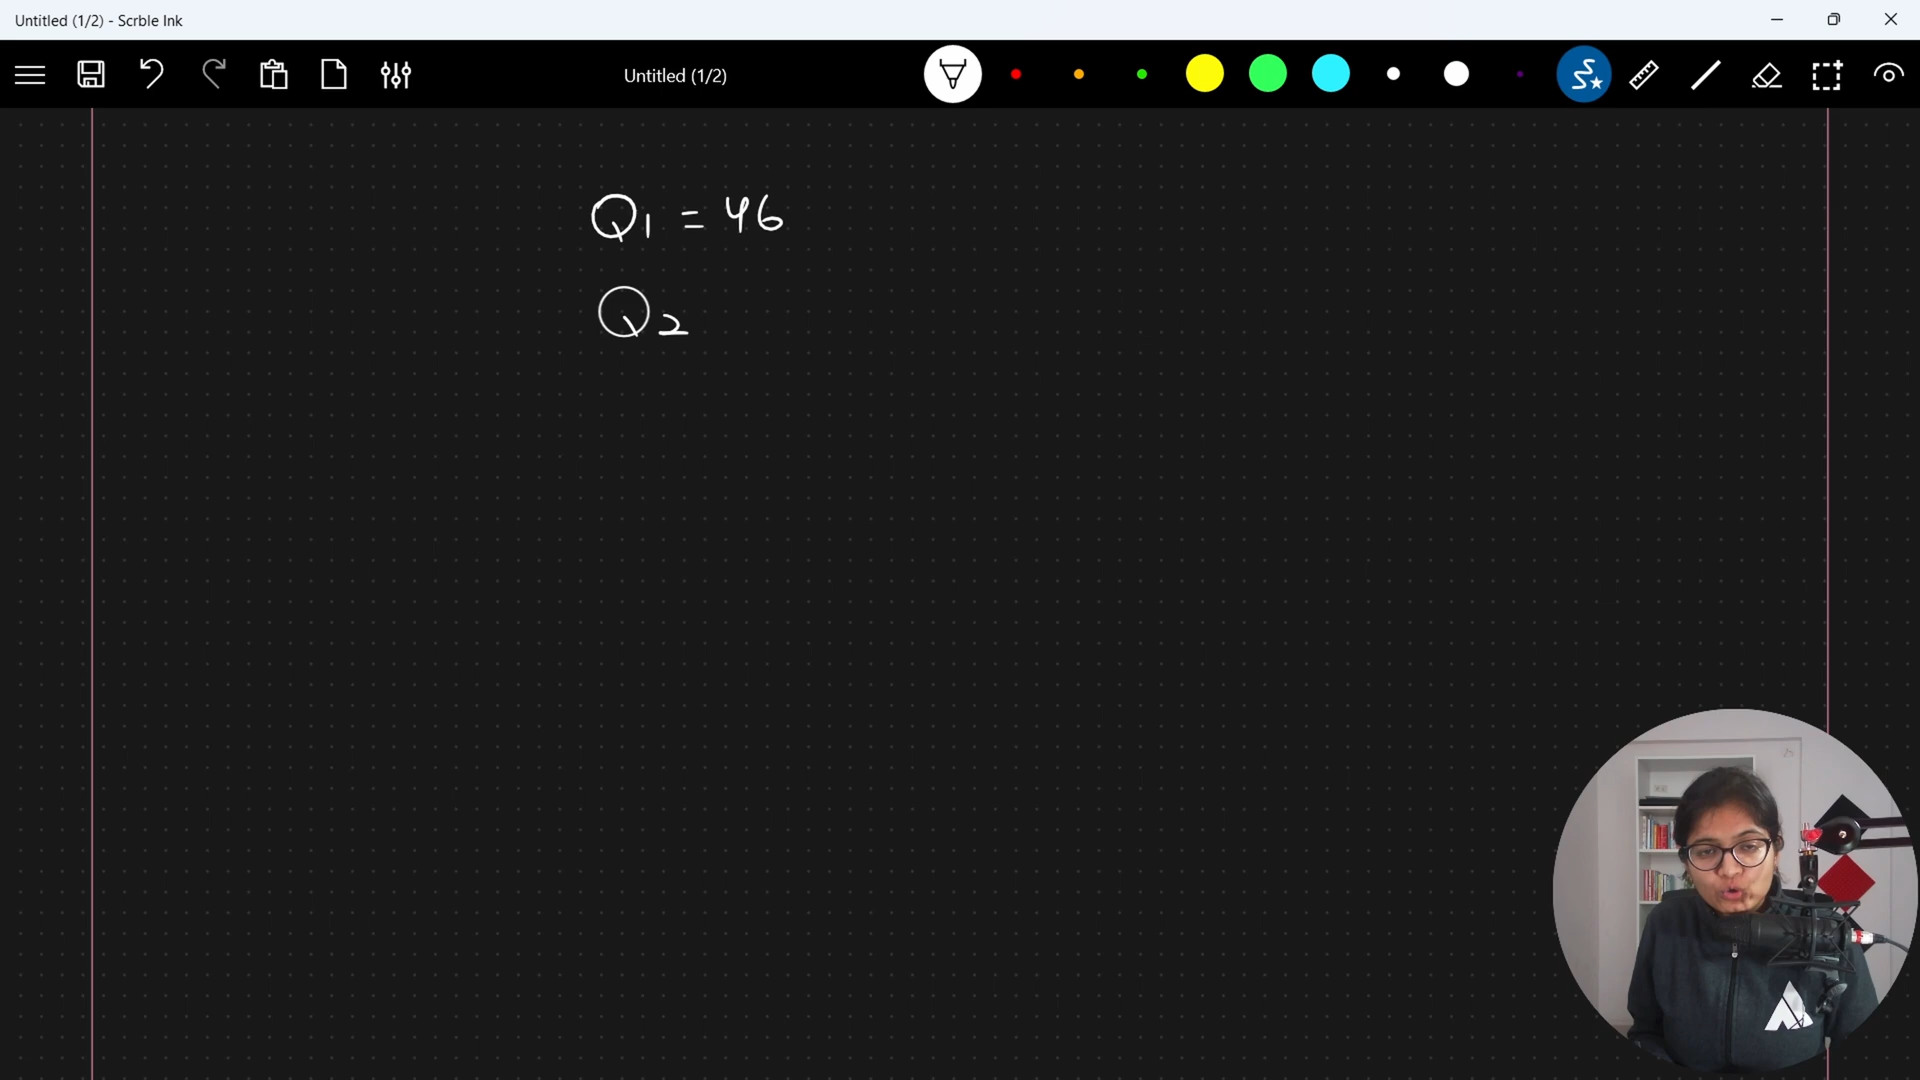 Untitled (1/2) - Scrble Ink
Untitled (1/2)
Q1 = 46
Q2